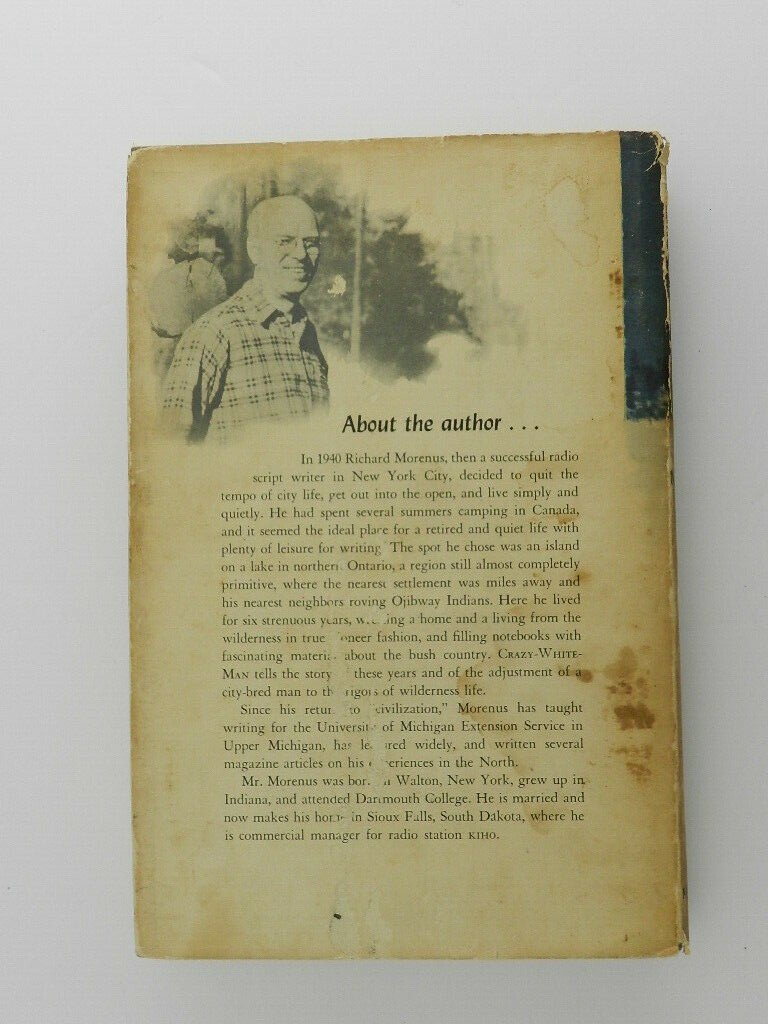 About the author . . .
In 1940 Richard Morenus, then a successful radio
script writer in New York City, decided to quit the
tempo of city life, get out into the open, and live simply and
quietly. He had spent several summers camping in Canada,
and it seemed the ideal place for a retired and quiet life with
plenty of leisure for writing. The spot he chose was an island
on a lake in northern Ontario, a region still almost completely
primitive, where the nearest settlement was miles away and
his nearest neighbors roving Ojibway Indians. Here he lived
for six strenuous years, a home and a living from the
wilderness in true fashion, and filling notebooks with
fascinating material about the bush country. CRAZY-WHITE-
MAN tells the story these years and of the adjustment of a
city-bred man to the rigors of wilderness life.
Since his return to "civilization," Morenus has taught
writing for the University of Michigan Extension Service in
Upper Michigan, has widely, and written several
magazine articles on his experiences in the North.
Mr. Morenus was born in Walton, New York, grew up in
Indiana, and attended Dartmouth College. He is married and
now makes his home in Sioux Falls, South Dakota, where he
is commercial manager for radio station KIHO.